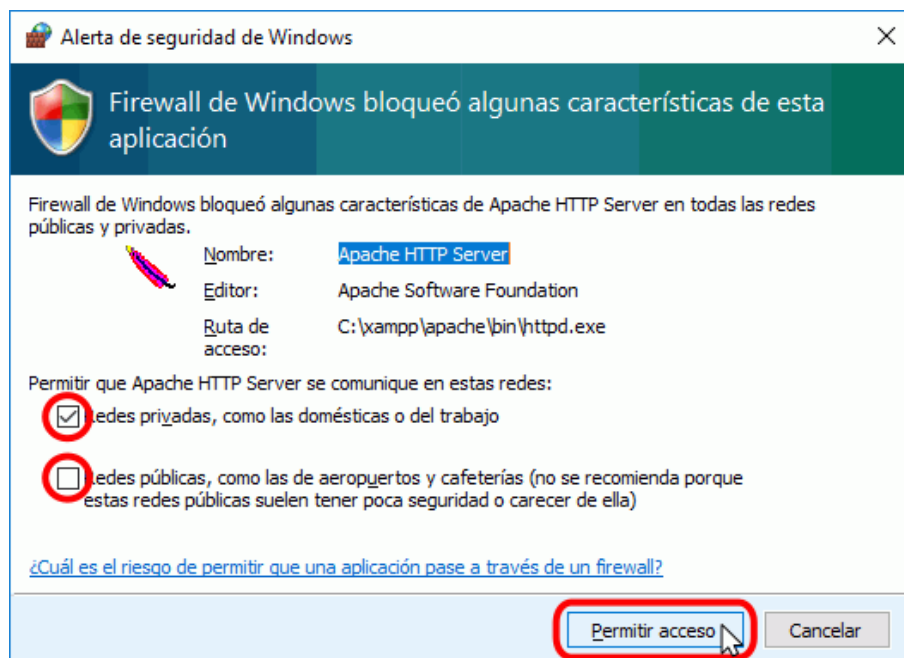 Alerta de seguridad de Windows
Firewall de Windows bloqueó algunas características de esta
aplicación
Firewall de Windows bloqueó algunas características de Apache HTTP Server en todas las redes
públicas y privadas.
Nombre: Apache HTTP Server
Editor: Apache Software Foundation
Ruta de C:\xampp\apache\bin\httpd.exe
acceso:
Permitir que Apache HTTP Server se comunique en estas redes:
Redes privadas, como las domésticas o del trabajo
Redes públicas, como las de aeropuertos y cafeterías (no se recomienda porque
estas redes públicas suelen tener poca seguridad o carecer de ella)
¿Cuál es el riesgo de permitir que una aplicación pase a través de un firewall?
Permitir acceso Cancelar